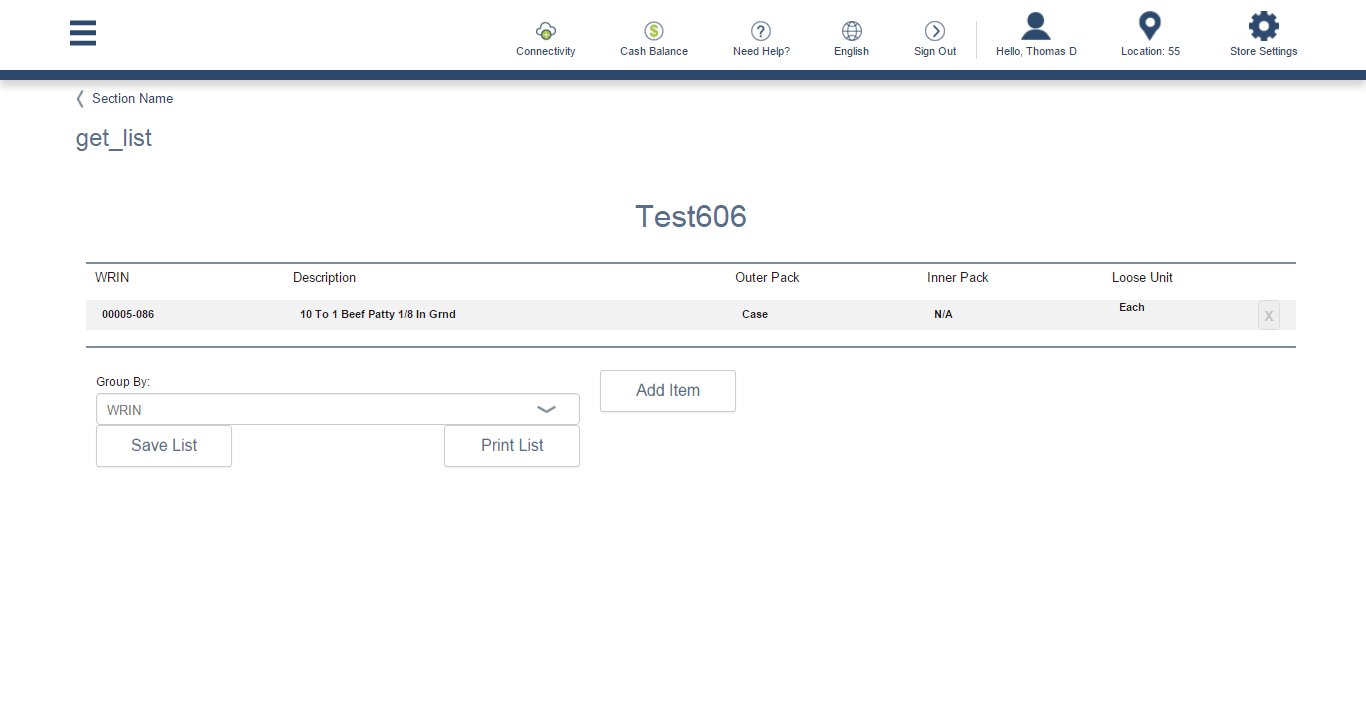 Connectivity Cash Balance Need Help? English Sign Out Hello, Thomas D Location: 55 Store Settings
Section Name
get_list
Test606
WRIN Description Outer Pack Inner Pack Loose Unit
00005-086 10 To 1 Beef Patty 1/8 In Grnd Case N/A Each X
Group By:
WRIN
Add Item
Save List Print List